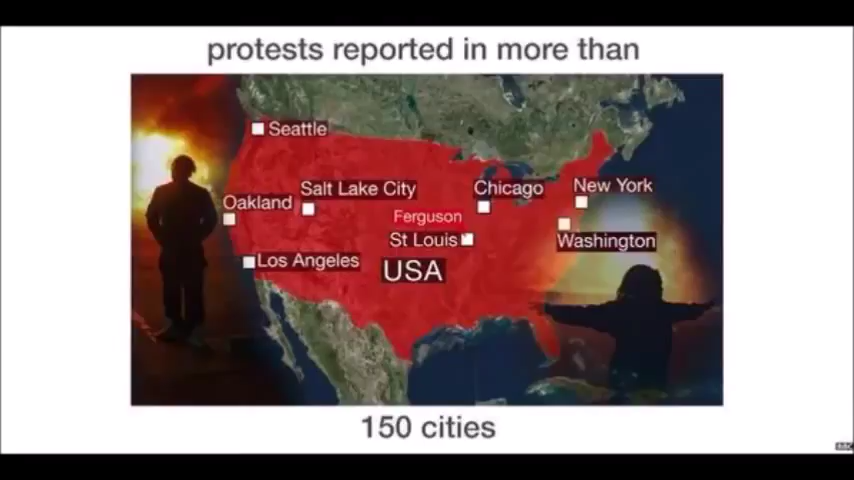 protests reported in more than
Seattle
Salt Lake City
Chicago
New York
Oakland
Ferguson
St Louis
Washington
Los Angeles
USA
150 cities
BBC